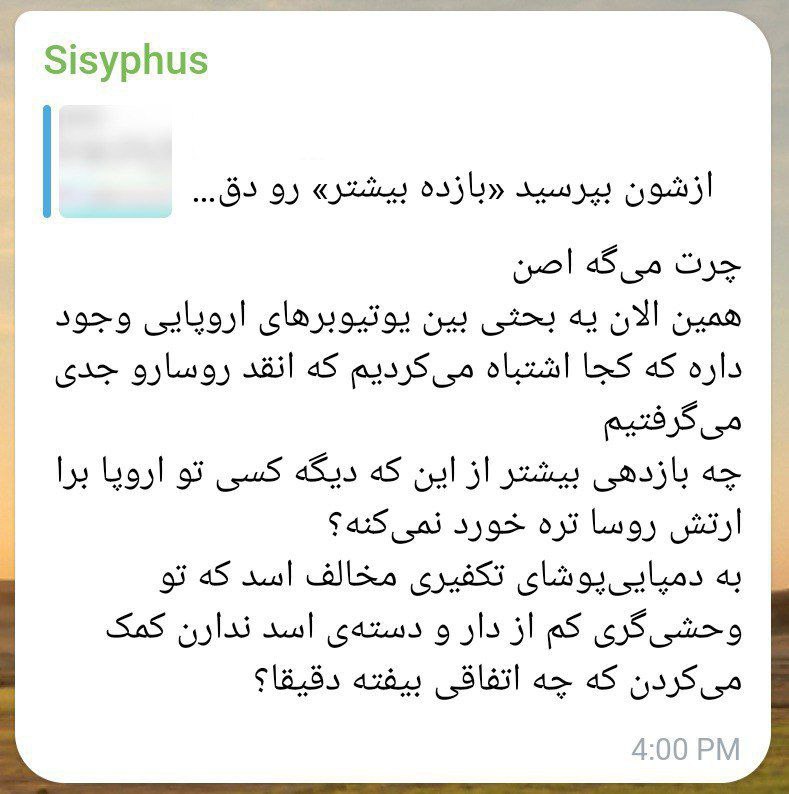 Sisyphus
ازشون بپرسید «بازده بیشتر» رو دق...
چرت می‌گه اصن
همین الان یه بحثی بین یوتیوبرهای اروپایی وجود
داره که کجا اشتباه می‌کردیم که انقد روسارو جدی
می‌گرفتیم
چه بازدهی بیشتر از این که دیگه کسی تو اروپا برا
ارتش روسا تره خورد نمی‌کنه؟
به دمپایی‌پوشای تکفیری مخالف اسد که تو
وحشی‌گری کم از دار و دسته‌ی اسد ندارن کمک
می‌کردن که چه اتفاقی بیفته دقیقا؟
4:00 PM